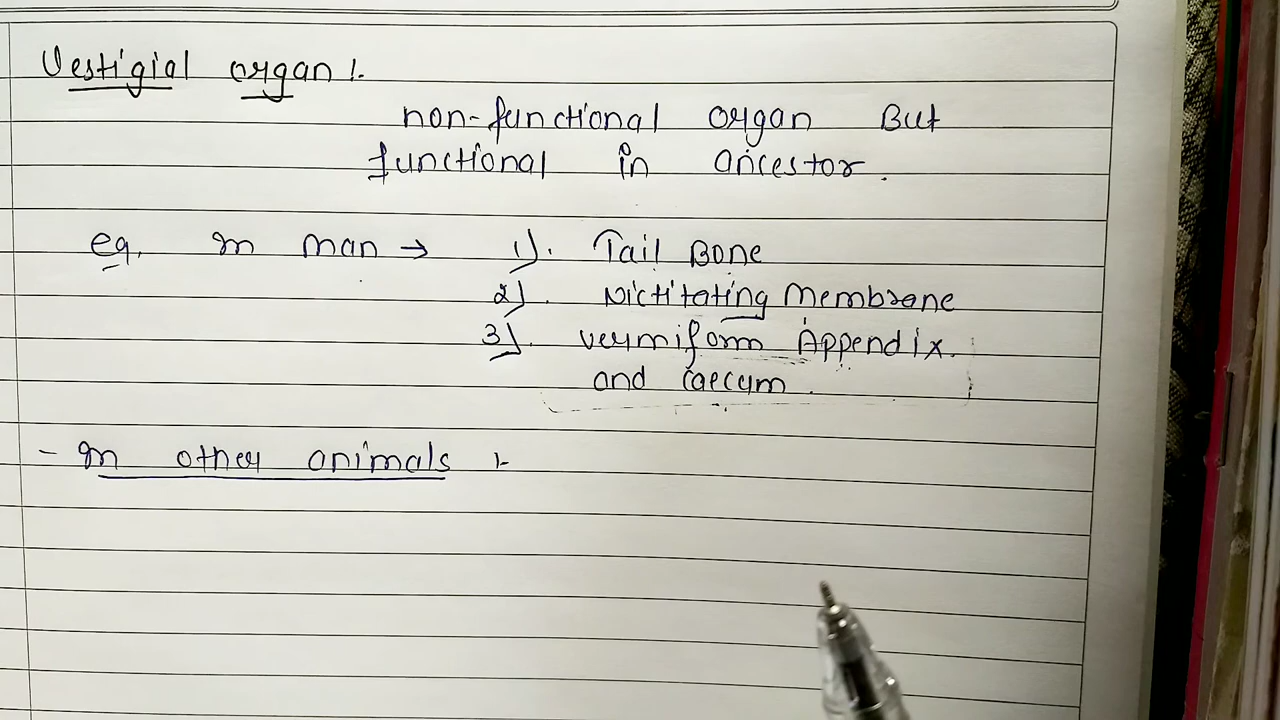 Vestigial organ :-
non-functional organ But
functional in ancestor.
eg. In man → 1). Tail Bone
2). Nictitating Membrane
3). vermiform Appendix.
and caecum.
- In other animals :-